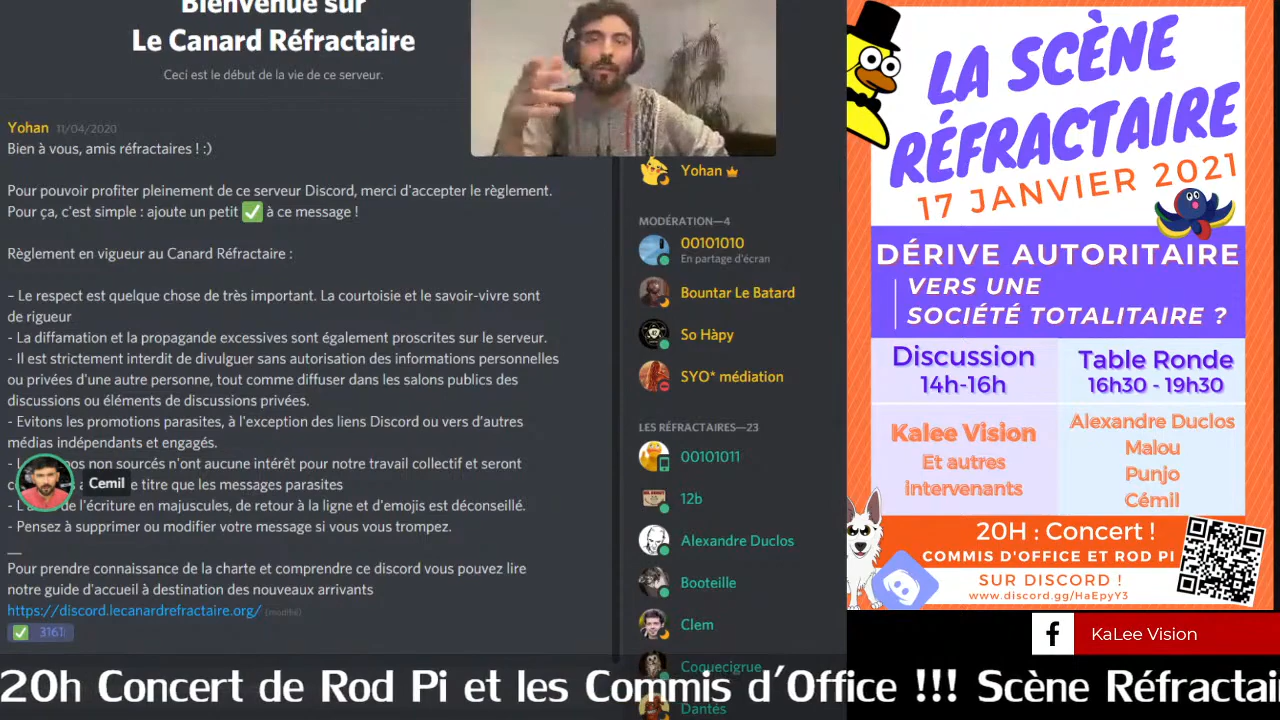 Bienvenue sur
Le Canard Réfractaire
Ceci est le début de la vie de ce serveur.
Yohan 11/04/2020
Bien à vous, amis réfractaires ! :)
Pour pouvoir profiter pleinement de ce serveur Discord, merci d'accepter le règlement.
Pour ça, c'est simple : ajoute un petit ✅ à ce message !
Règlement en vigueur au Canard Réfractaire :
– Le respect est quelque chose de très important. La courtoisie et le savoir-vivre sont
de rigueur
- La diffamation et la propagande excessives sont également proscrites sur le serveur.
- Il est strictement interdit de divulguer sans autorisation des informations personnelles
ou privées d'une autre personne, tout comme diffuser dans les salons publics des
discussions ou éléments de discussions privées.
- Evitons les promotions parasites, à l'exception des liens Discord ou vers d'autres
médias indépendants et engagés.
non sourcés n'ont aucune intérêt pour notre travail collectif et seront
titre que les messages parasites
Cemil
de l'écriture en majuscules, de retour à la ligne et d'emojis est déconseillé.
- Pensez à supprimer ou modifier votre message si vous vous trompez.
—
Pour prendre connaissance de la charte et comprendre ce discord vous pouvez lire
notre guide d'accueil à destination des nouveaux arrivants
https://discord.lecanardrefractaire.org/ (modifié)
✅ 3161
Yohan
MODÉRATION—4
00101010
En partage d'écran
Bountar Le Batard
So Hàpy
SYO* médiation
LES RÉFRACTAIRES—23
00101011
12b
Alexandre Duclos
Booteille
Clem
Coquecigrue
Dantés
LA SCÈNE
RÉFRACTAIRE
17 JANVIER 2021
DÉRIVE AUTORITAIRE
VERS UNE
SOCIÉTÉ TOTALITAIRE ?
Discussion
14h-16h
Table Ronde
16h30 - 19h30
Kalee Vision
Et autres
intervenants
Alexandre Duclos
Malou
Punjo
Cémil
20H : Concert !
COMMIS D'OFFICE ET ROD PI
SUR DISCORD !
www.discord.gg/HaEpyY3
KaLee Vision
20h Concert de Rod Pi et les Commis d'Office !!! Scène Réfractai